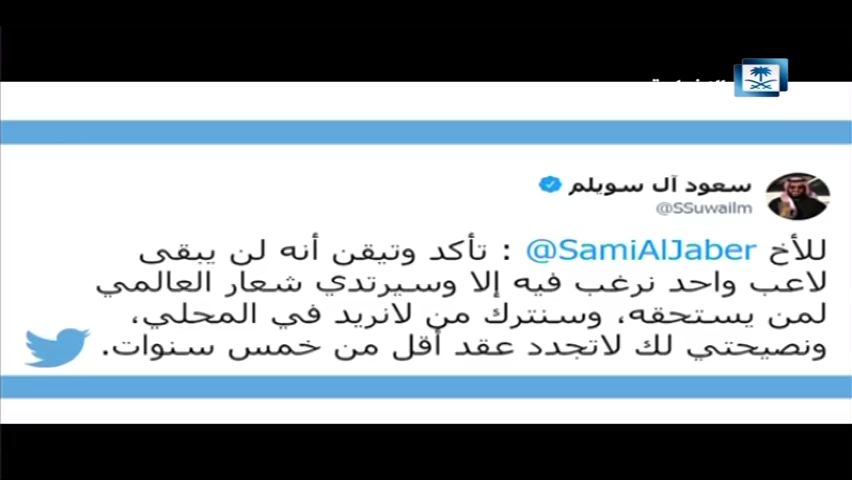 سعود آل سويلم
@SSuwailm
للأخ @SamiAlJaber : تأكد وتيقن أنه لن يبقى
لاعب واحد نرغب فيه إلا وسيرتدي شعار العالمي
لمن يستحقه، وسنترك من لانريد في المحلي،
ونصيحتي لك لاتجدد عقد أقل من خمس سنوات.